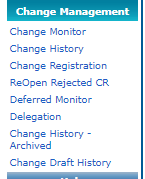 Change Management
Change Monitor
Change History
Change Registration
ReOpen Rejected CR
Deferred Monitor
Delegation
Change History -
Archived
Change Draft History